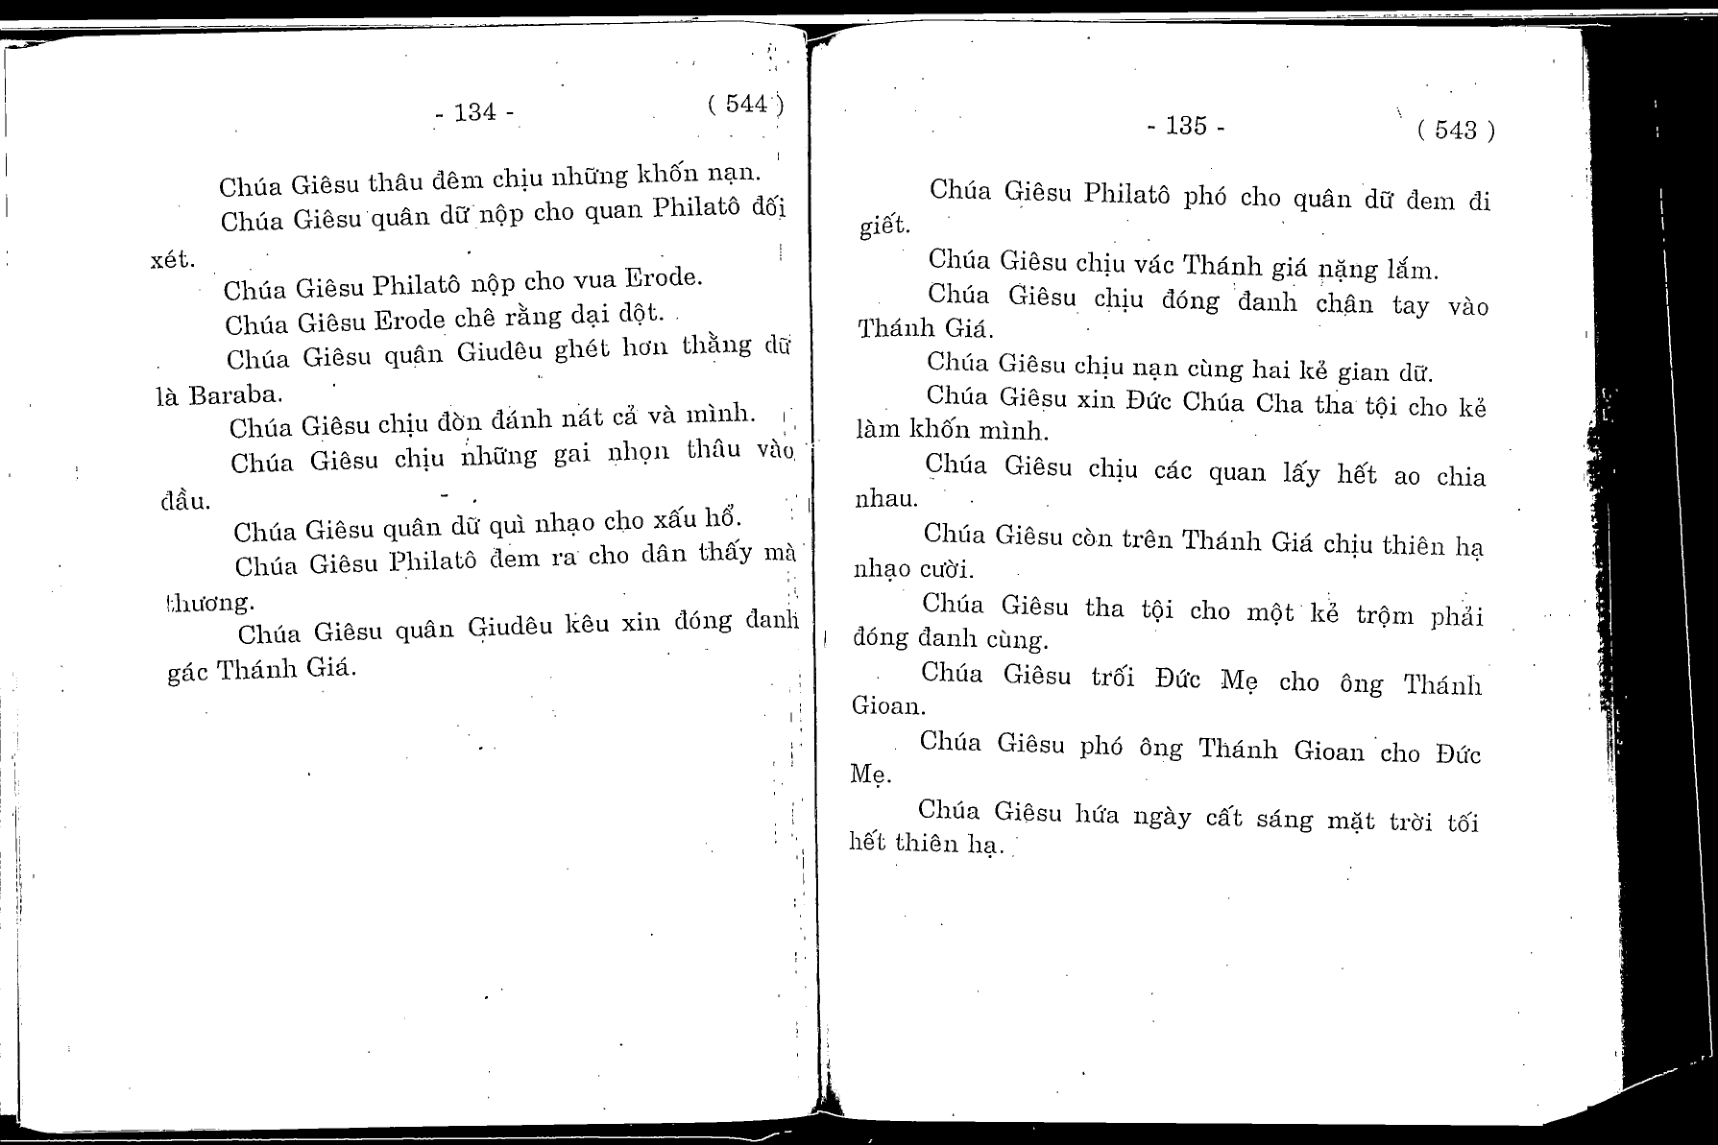 - 134 -
( 544 )
Chúa Giêsu thâu đêm chịu những khốn nạn.
Chúa Giêsu quân dữ nộp cho quan Philatô đối
xét.
Chúa Giêsu Philatô nộp cho vua Erode.
Chúa Giêsu Erode chê rằng dại dột.
Chúa Giêsu quân Giudêu ghét hơn thằng dữ
là Baraba.
Chúa Giêsu chịu đòn đánh nát cả và mình.
Chúa Giêsu chịu những gai nhọn thâu vào
đầu.
Chúa Giêsu quân dữ quì nhạo cho xấu hổ.
Chúa Giêsu Philatô đem ra cho dân thấy mà
thương.
Chúa Giêsu quân Giudêu kêu xin đóng đanh
gác Thánh Giá.
- 135 -
( 543 )
Chúa Giêsu Philatô phó cho quân dữ đem đi
giết.
Chúa Giêsu chịu vác Thánh giá nặng lắm.
Chúa Giêsu chịu đóng đanh chân tay vào
Thánh Giá.
Chúa Giêsu chịu nạn cùng hai kẻ gian dữ.
Chúa Giêsu xin Đức Chúa Cha tha tội cho kẻ
làm khốn mình.
Chúa Giêsu chịu các quan lấy hết ao chia
nhau.
Chúa Giêsu còn trên Thánh Giá chịu thiên hạ
nhạo cười.
Chúa Giêsu tha tội cho một kẻ trộm phải
đóng đanh cùng.
Chúa Giêsu trối Đức Mẹ cho ông Thánh
Gioan.
Chúa Giêsu phó ông Thánh Gioan cho Đức
Mẹ.
Chúa Giêsu hứa ngày cất sáng mặt trời tối
hết thiên hạ.